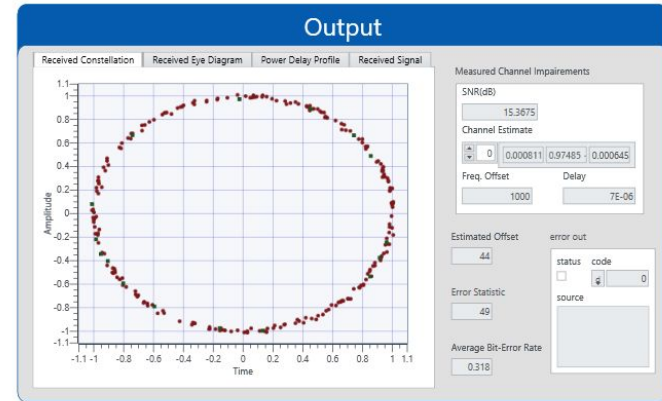 Output
Received Constellation Received Eye Diagram Power Delay Profile Received Signal
Measured Channel Impairements
SNR(dB)
15.3675
Channel Estimate
0 0.000811 0.97485 - 0.000645
Freq. Offset Delay
1000 7E-06
Estimated Offset
44
error out
status code
0
source
Error Statistic
49
Average Bit-Error Rate
0.318
Amplitude
1.1
1
0.8
0.6
0.4
0.2
0
-0.2
-0.4
-0.6
-0.8
-1
-1.1
-1.1 -1 -0.8 -0.6 -0.4 -0.2 0 0.2 0.4 0.6 0.8 1 1.1
Time